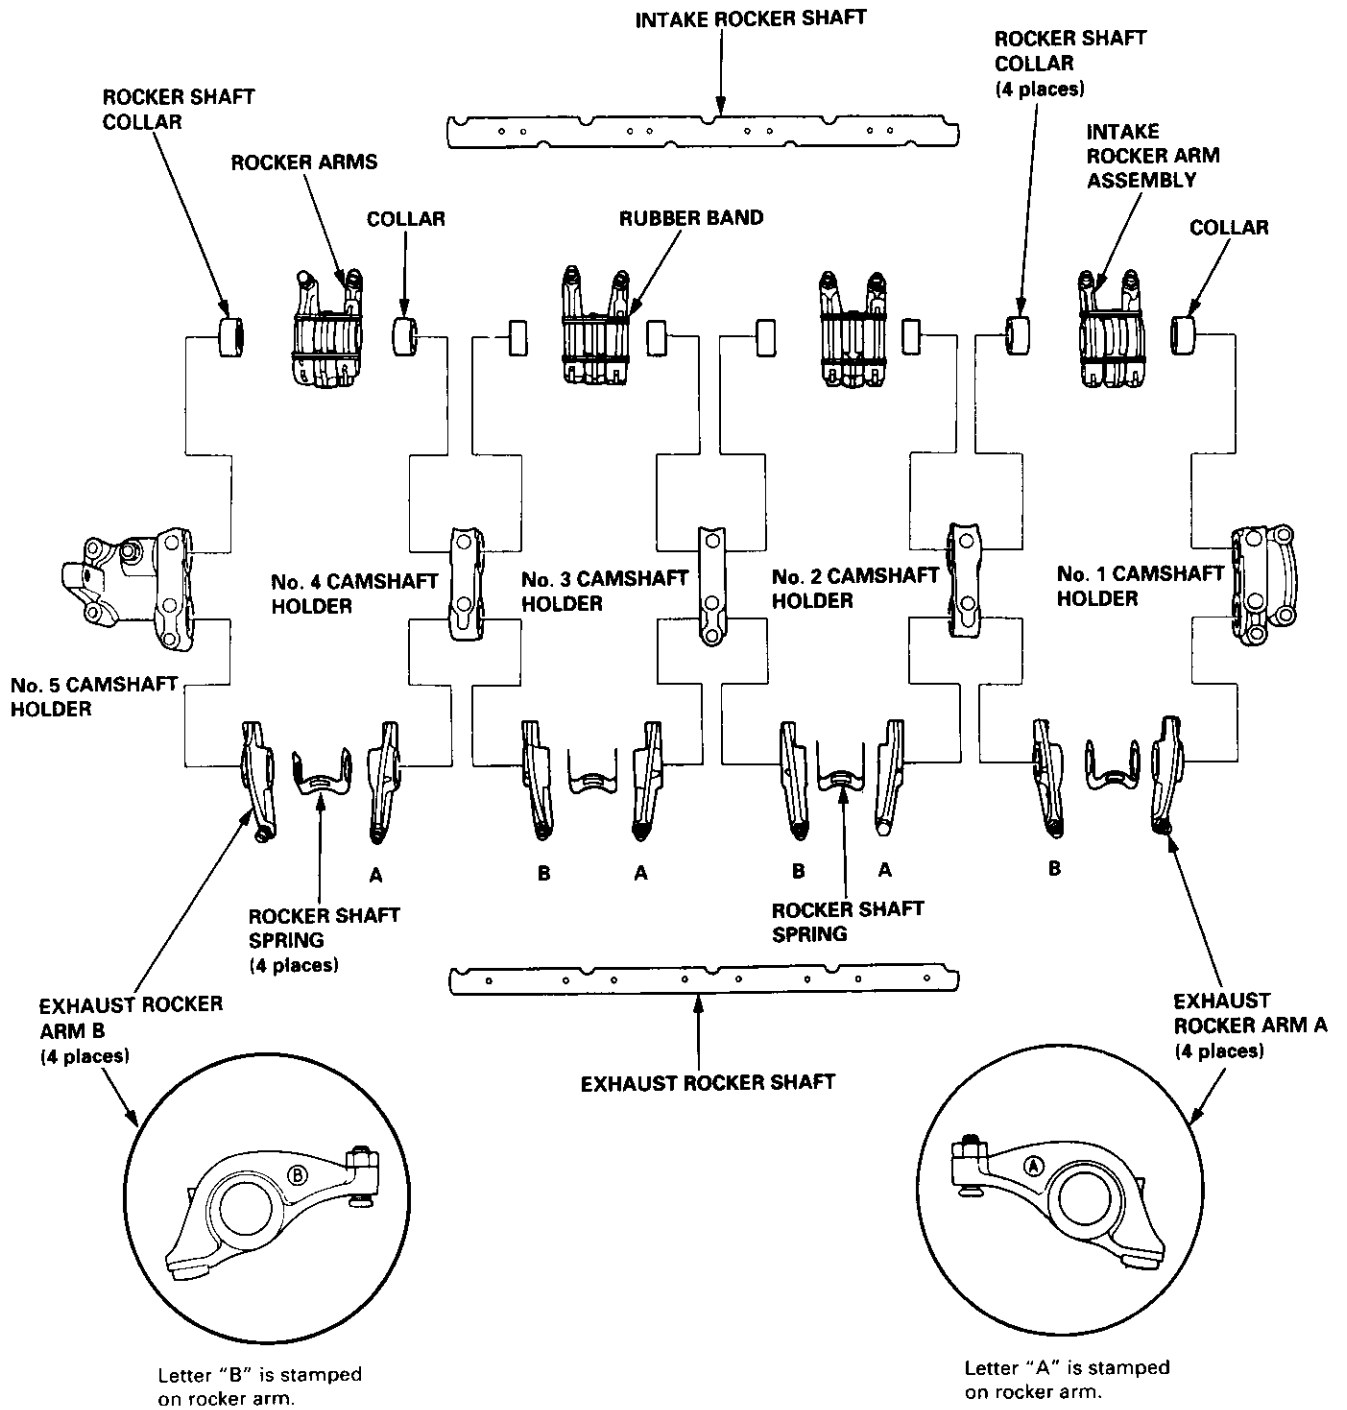 INTAKE ROCKER SHAFT
ROCKER SHAFT
COLLAR
(4 places)
ROCKER SHAFT
COLLAR
INTAKE
ROCKER ARM
ASSEMBLY
ROCKER ARMS
COLLAR
RUBBER BAND
COLLAR
No. 4 CAMSHAFT
HOLDER
No. 3 CAMSHAFT
HOLDER
No. 2 CAMSHAFT
HOLDER
No. 1 CAMSHAFT
HOLDER
No. 5 CAMSHAFT
HOLDER
A
B
A
B
A
B
ROCKER SHAFT
SPRING
(4 places)
ROCKER SHAFT
SPRING
EXHAUST ROCKER
ARM B
(4 places)
EXHAUST
ROCKER ARM A
(4 places)
EXHAUST ROCKER SHAFT
B
A
Letter "B" is stamped
on rocker arm.
Letter "A" is stamped
on rocker arm.